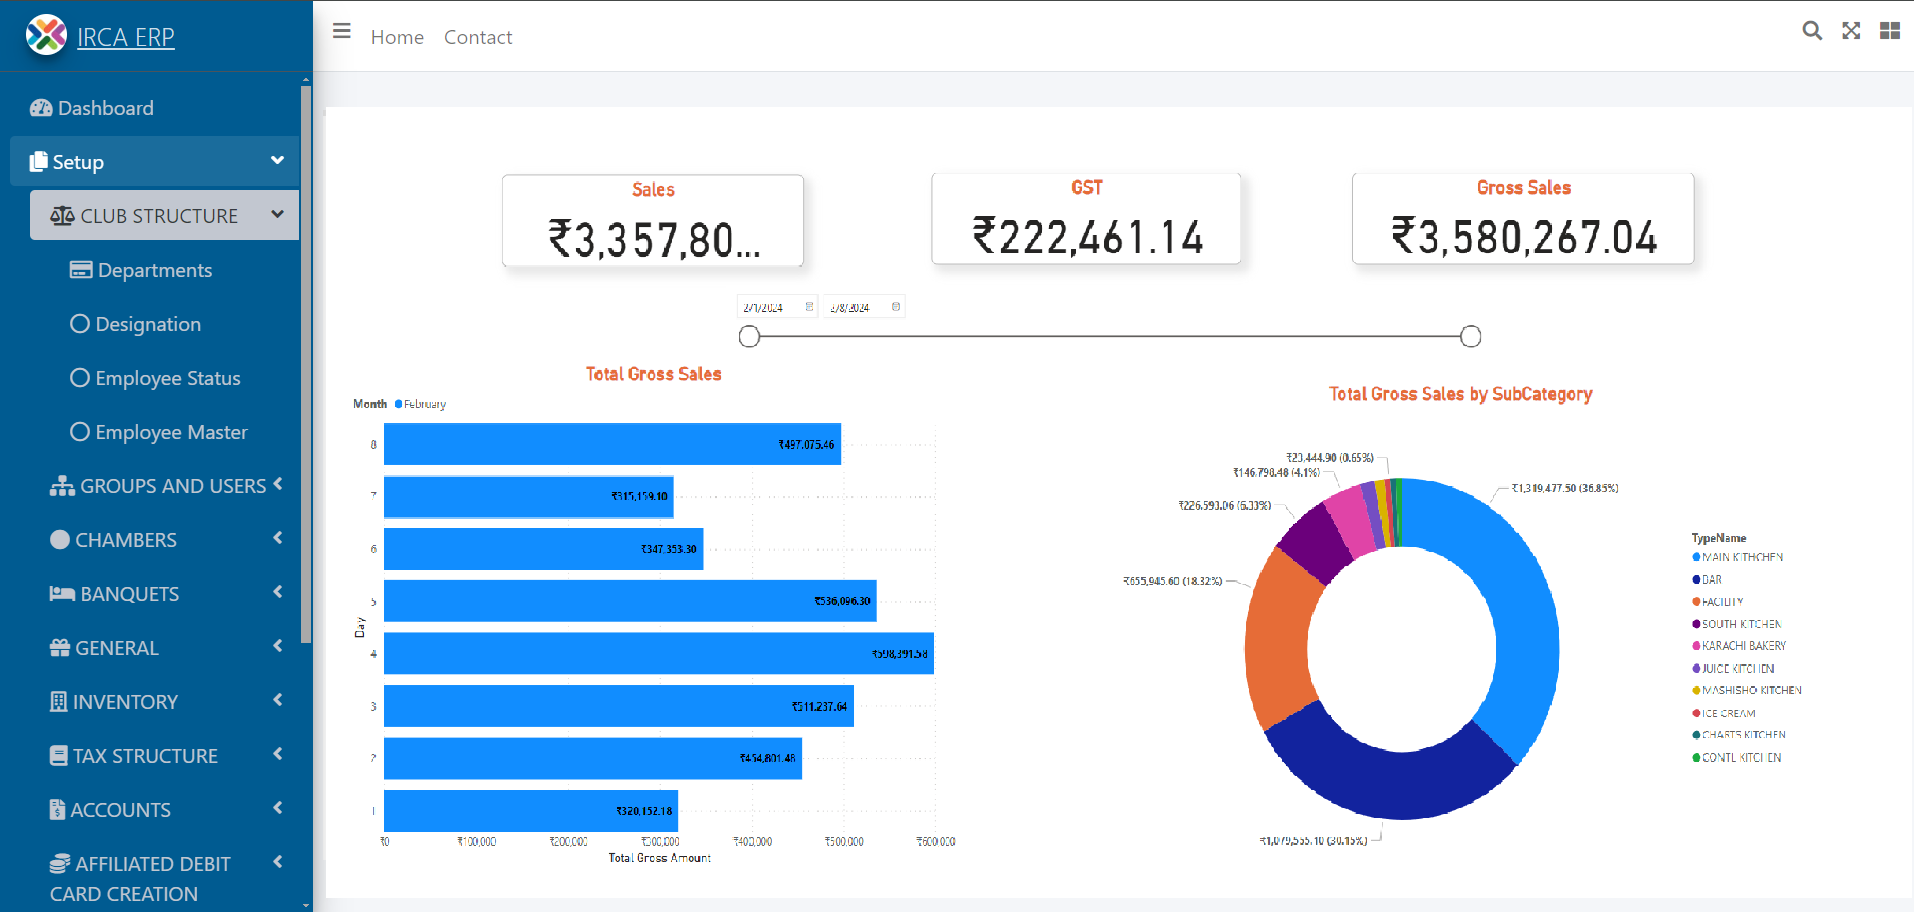 IRCA ERP
Home Contact
Dashboard
Setup
CLUB STRUCTURE
Departments
Designation
Employee Status
Employee Master
GROUPS AND USERS
CHAMBERS
BANQUETS
GENERAL
INVENTORY
TAX STRUCTURE
ACCOUNTS
AFFILIATED DEBIT
CARD CREATION
Sales
₹3,357,80...
GST
₹222,461.14
Gross Sales
₹3,580,267.04
2/1/2024 2/8/2024
Total Gross Sales
Month February
Day
8 ₹497,075.46
7 ₹315,159.10
6 ₹347,353.30
5 ₹536,096.30
4 ₹598,391.58
3 ₹511,237.64
2 ₹454,801.48
1 ₹320,152.18
₹0 ₹100,000 ₹200,000 ₹300,000 ₹400,000 ₹500,000 ₹600,000
Total Gross Amount
Total Gross Sales by SubCategory
₹23,444.90 (0.65%)
₹146,798.48 (4.1%)
₹1,319,477.50 (36.85%)
₹226,593.06 (6.33%)
₹655,945.60 (18.32%)
₹1,079,555.10 (30.15%)
TypeName
MAIN KITHCHEN
BAR
FACILITY
SOUTH KITCHEN
KARACHI BAKERY
JUICE KITCHEN
MASHISHO KITCHEN
ICE CREAM
CHARTS KITCHEN
CONTL KITCHEN